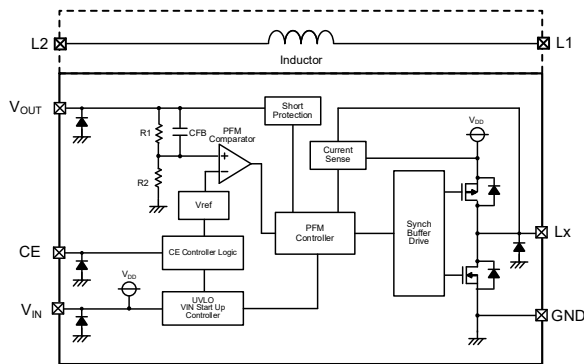 L2
L1
Inductor
VOUT
Short
Protection
R1
CFB
PFM
Comparator
VDD
Current
Sense
+
−
R2
Vref
PFM
Controller
Synch
Buffer
Drive
Lx
CE
CE Controller Logic
VDD
VIN
UVLO
VIN Start Up
Controller
GND